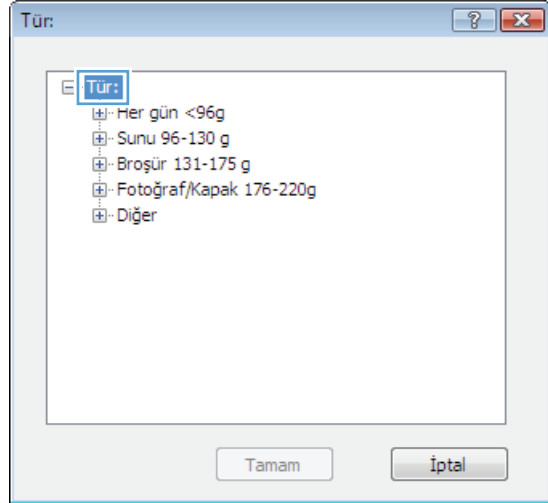 Tür:
Tür:
Her gün <96g
Sunu 96-130 g
Broşür 131-175 g
Fotoğraf/Kapak 176-220g
Diğer
Tamam
İptal